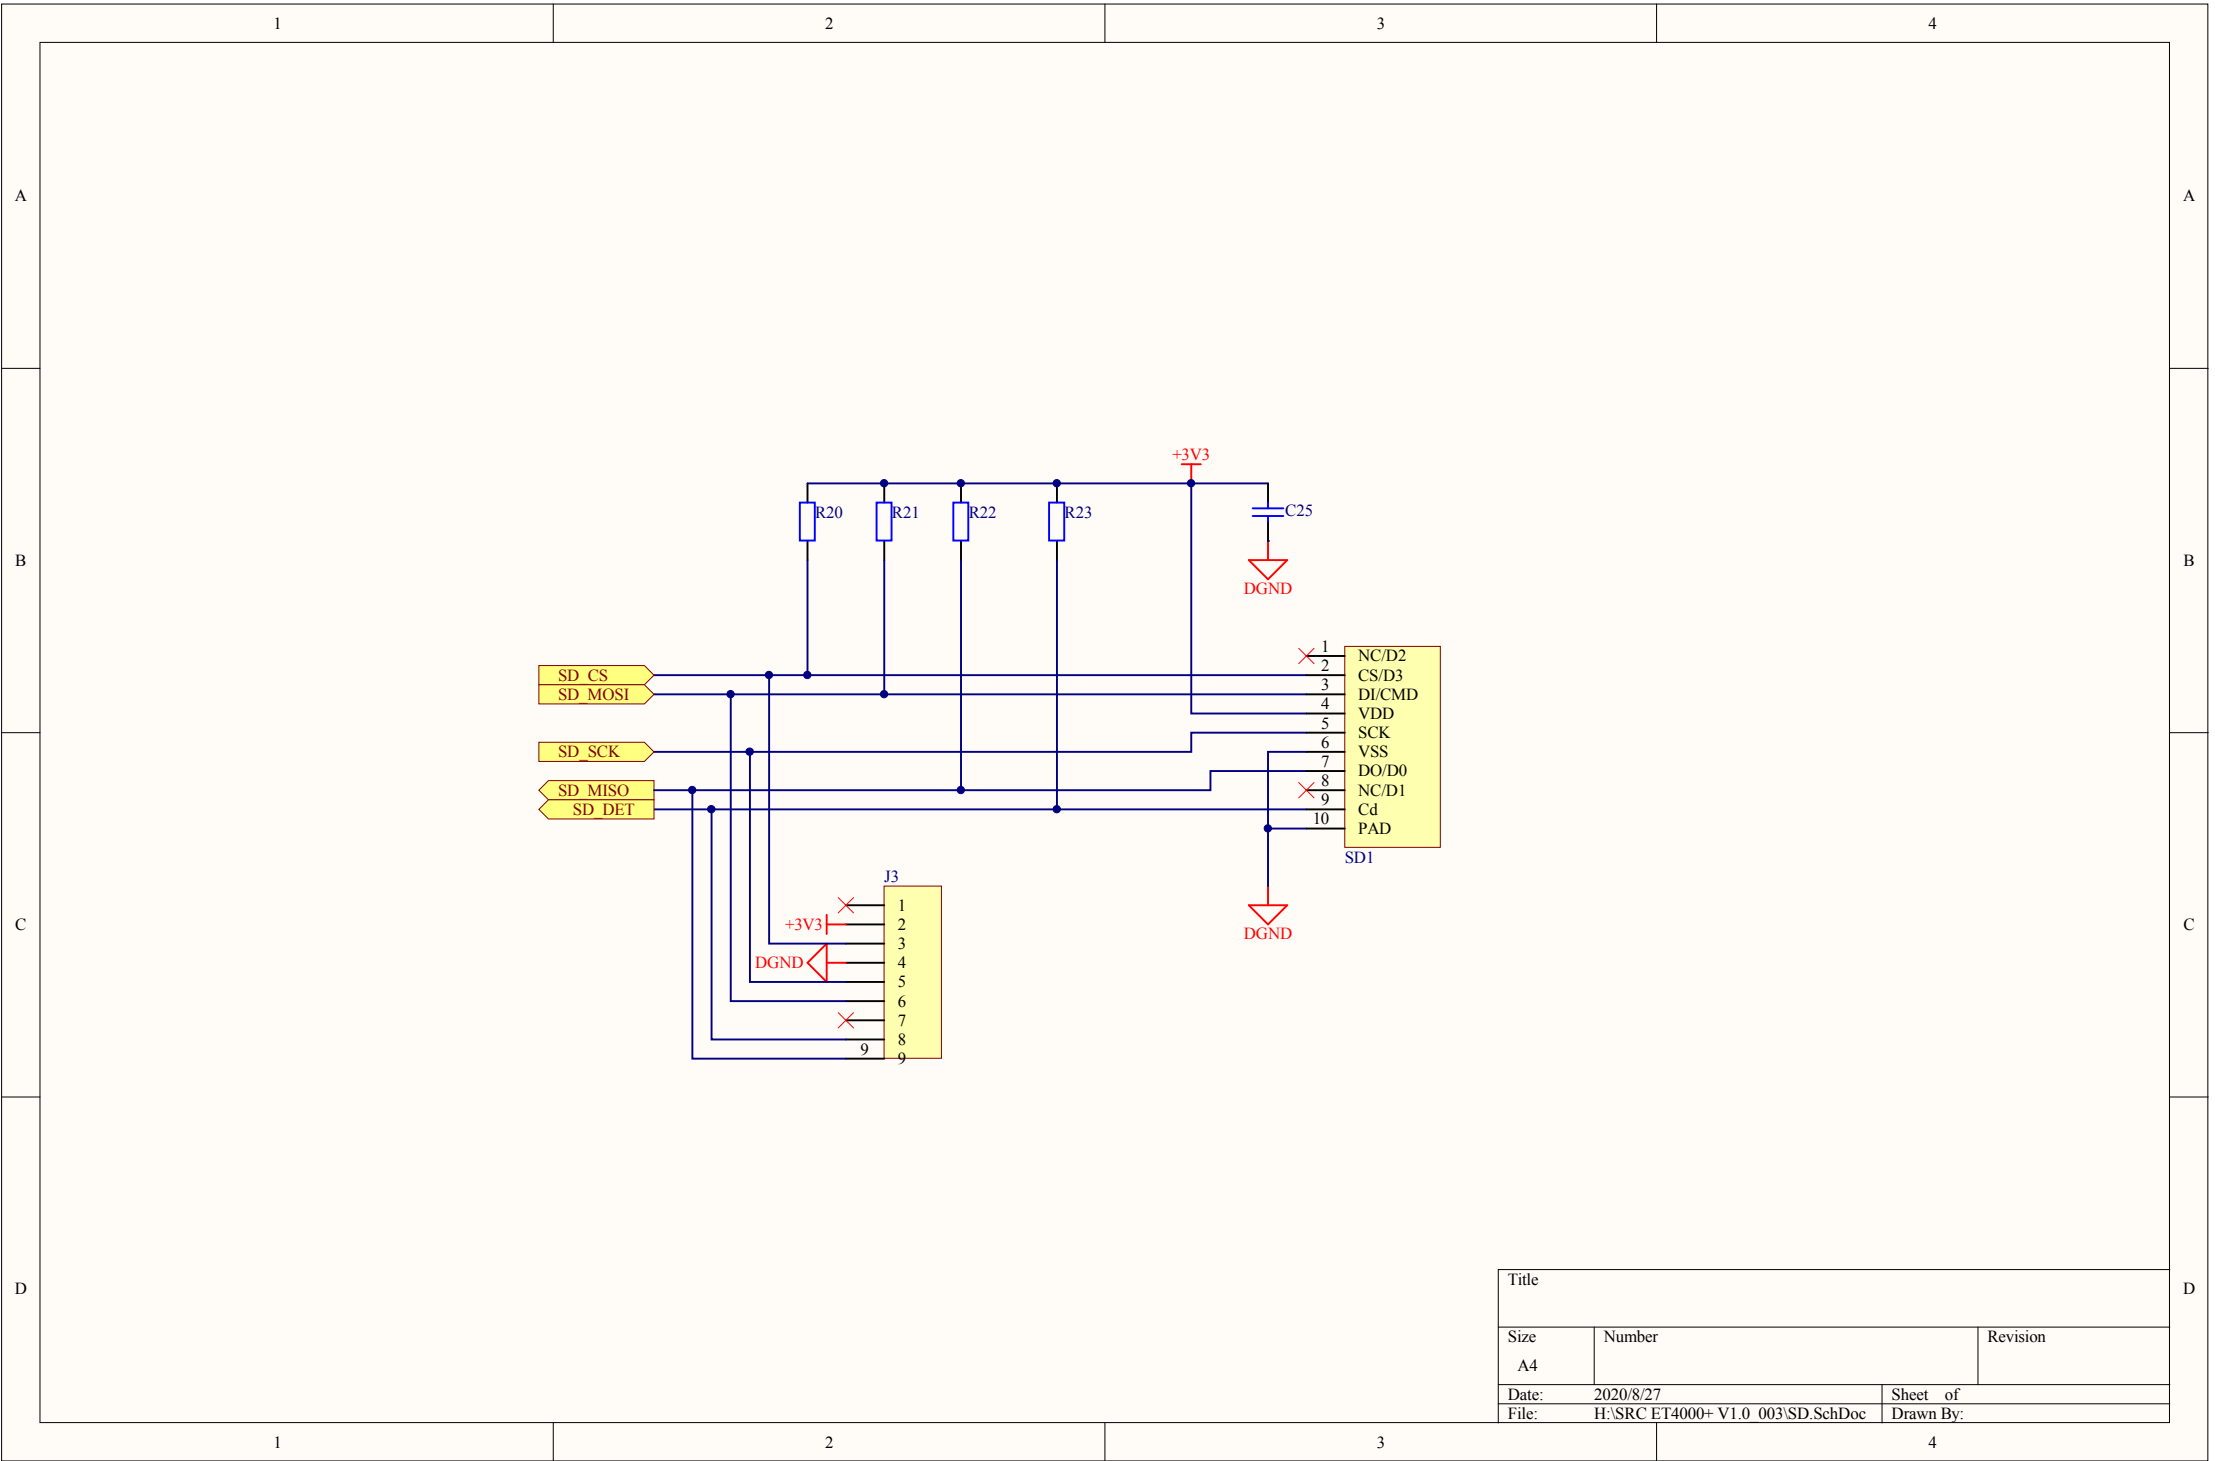 1 2 3 4
A A
+3V3
R20 R21 R22 R23 C25
B B
DGND
1 NC/D2
SD_CS 2 CS/D3
SD_MOSI 3 DI/CMD
4 VDD
5 SCK
SD_SCK 6 VSS
7 DO/D0
SD_MISO 8 NC/D1
SD_DET 9 Cd
10 PAD
SD1
J3
1
C +3V3 2 DGND C
3
DGND 4
5
6
7
8
9 9
Title
D D
Size Number Revision
A4
Date: 2020/8/27 Sheet of
File: H:\SRC ET4000+ V1.0_003\SD.SchDoc Drawn By:
1 2 3 4